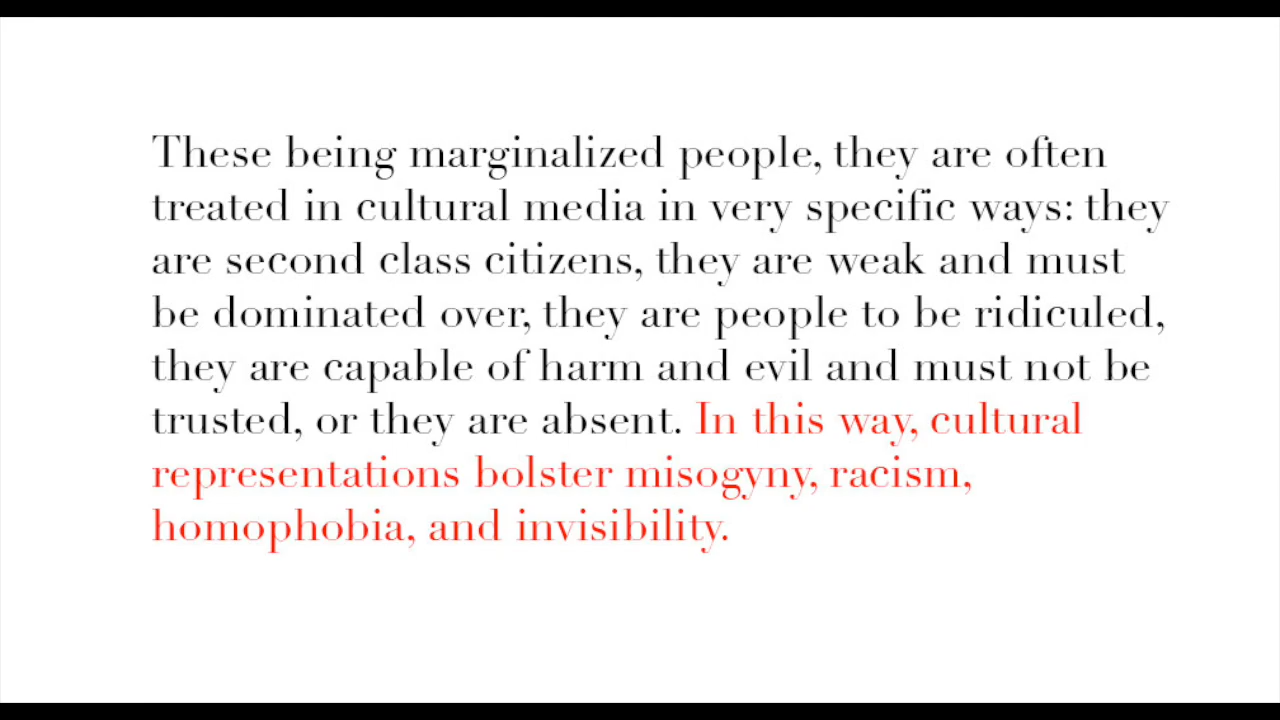 These being marginalized people, they are often
treated in cultural media in very specific ways: they
are second class citizens, they are weak and must
be dominated over, they are people to be ridiculed,
they are capable of harm and evil and must not be
trusted, or they are absent. In this way, cultural
representations bolster misogyny, racism,
homophobia, and invisibility.